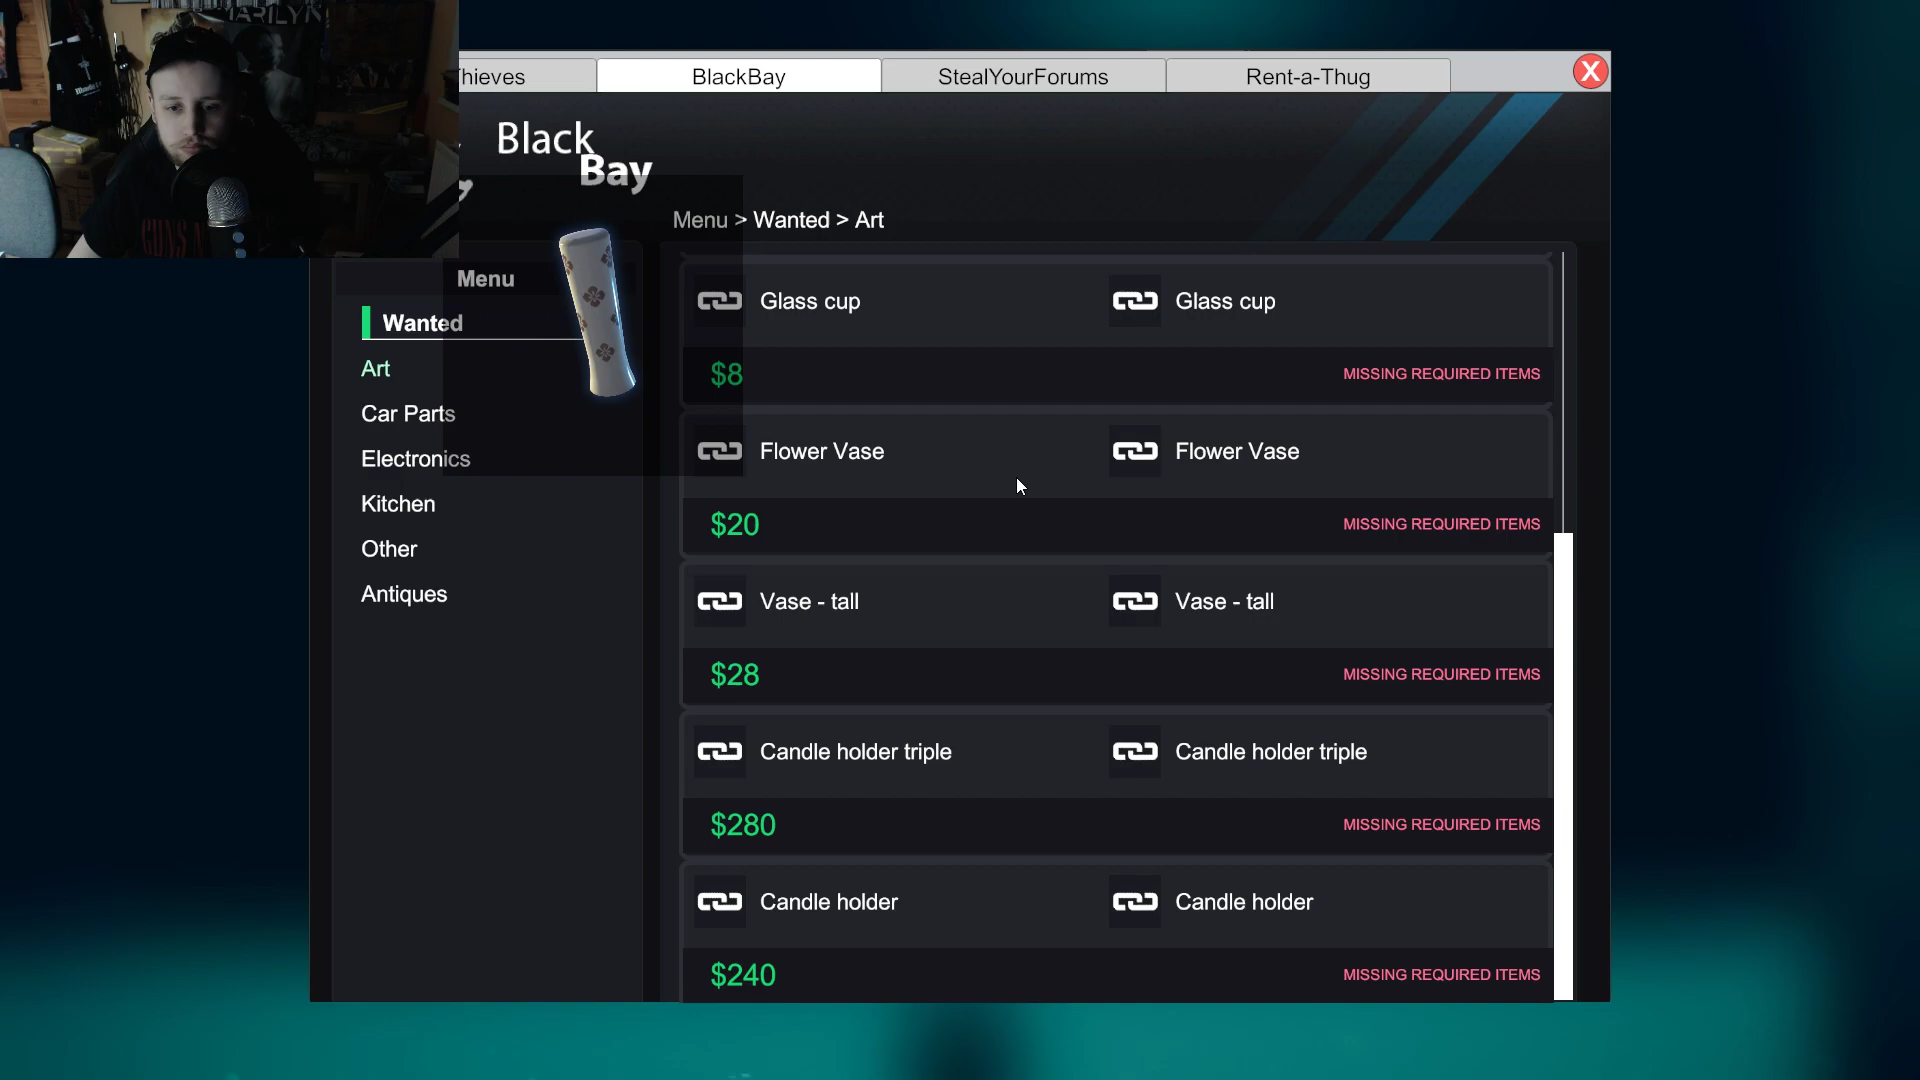 MARILYN
hieves
BlackBay
StealYourForums
Rent-a-Thug
X
Black
Bay
Menu > Wanted > Art
Menu
Wanted
Art
Car Parts
Electronics
Kitchen
Other
Antiques
Glass cup
Glass cup
$8
MISSING REQUIRED ITEMS
Flower Vase
Flower Vase
$20
MISSING REQUIRED ITEMS
Vase - tall
Vase - tall
$28
MISSING REQUIRED ITEMS
Candle holder triple
Candle holder triple
$280
MISSING REQUIRED ITEMS
Candle holder
Candle holder
$240
MISSING REQUIRED ITEMS